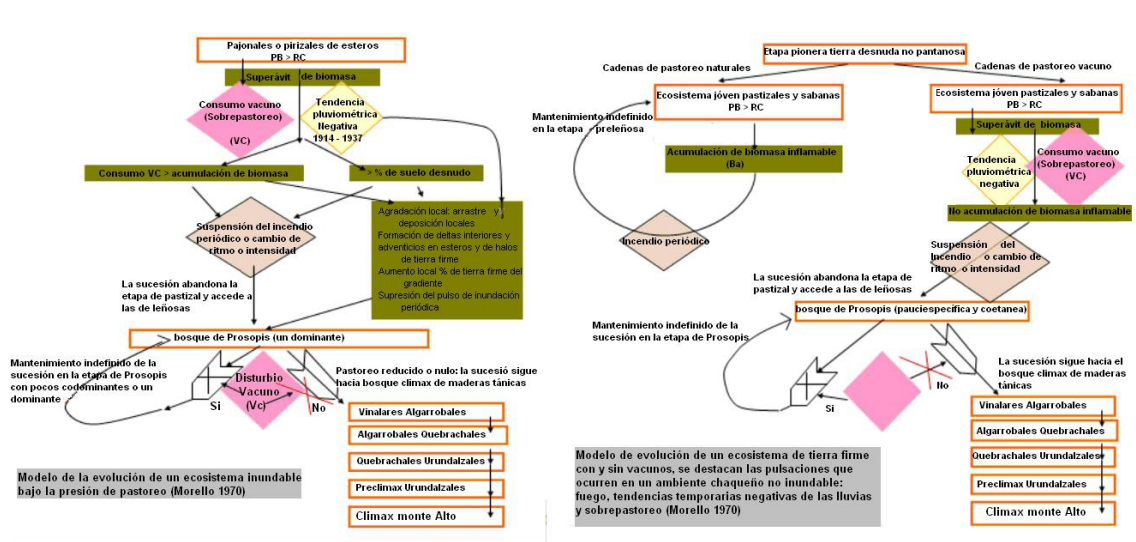 Pajonales o pirizales de esteros
PB > RC
Superávit de biomasa
Consumo vacuno
(Sobrepastoreo)
(VC)
Tendencia
pluviométrica
Negativa
1914 - 1937
Consumo VC > acumulación de biomasa
> % de suelo desnudo
Suspensión del incendio
periódico o cambio de
ritmo o intensidad
Agradación local: arrastre y
deposición locales
Formación de deltas interiores y
adventicios en esteros y de halos
de tierra firme
Aumento local % de tierra firme del
gradiente
Supresión del pulso de inundación
periódica
La sucesión abandona la
etapa de pastizal y accede a
las de leñosas
bosque de Prosopis (un dominante)
Mantenimiento indefinido de la
sucesión en la etapa de Prosopis
con pocos codominantes o un
dominante
Disturbio
Vacuno
(Vc)
Si
No
Pastoreo reducido o nulo: la sucesió sigue
hacia bosque climax de maderas tánicas
Vinalares Algarrobales
Algarrobales Quebrachales
Quebrachales Urundalzales
Preclimax Urundalzales
Climax monte Alto
Modelo de la evolución de un ecosistema inundable
bajo la presión de pastoreo (Morello 1970)
Etapa pionera tierra desnuda no pantanosa
Cadenas de pastoreo naturales
Cadenas de pastoreo vacuno
Ecosistema jóven pastizales y sabanas
PB > RC
Mantenimiento indefinido
en la etapa - preleñosa
Acumulación de biomasa inflamable
(Ba)
Incendio periódico
Ecosistema jóven pastizales y sabanas
PB > RC
Superávit de biomasa
Tendencia
pluviométrica
negativa
Consumo vacuno
(Sobrepastoreo)
(VC)
No acumulación de biomasa inflamable
Suspensión del
Incendio o cambio de
ritmo o intensidad
La sucesión abandona la etapa de
pastizal y accede a las de leñosas
bosque de Prosopis (pauciespecífica y coetanea)
Mantenimiento indefinido de la
sucesión en la etapa de Prosopis
Si
No
La sucesión sigue hacia el
bosque climax de maderas
tánicas
Vinalares Algarrobales
Algarrobales Quebrachales
Quebrachales Urundalzales
Preclimax Urundalzales
Climax monte Alto
Modelo de evolución de un ecosistema de tierra firme
con y sin vacunos, se destacan las pulsaciones que
ocurren en un ambiente chaqueño no inundable:
fuego, tendencias temporarias negativas de las lluvias
y sobrepastoreo (Morello 1970)